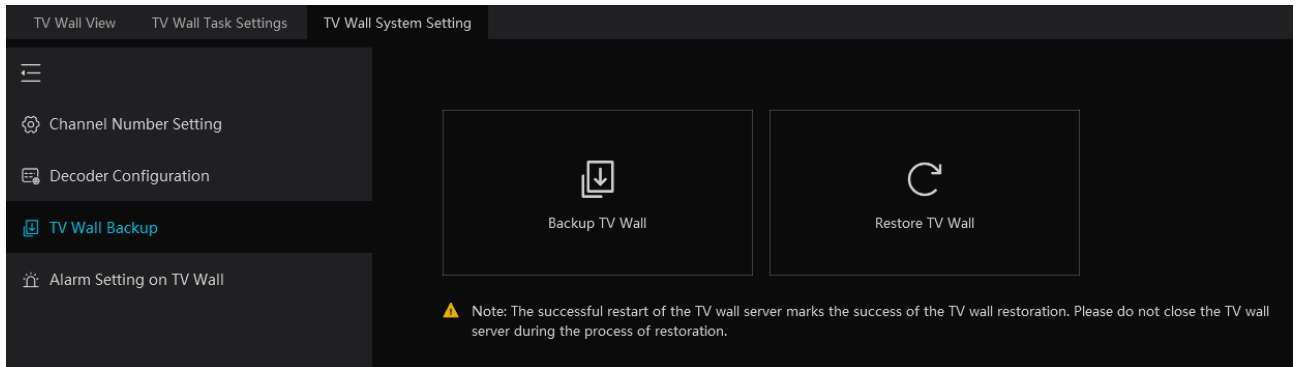 TV Wall View TV Wall Task Settings TV Wall System Setting
Channel Number Setting
Decoder Configuration
TV Wall Backup
Alarm Setting on TV Wall
Backup TV Wall
Restore TV Wall
Note: The successful restart of the TV wall server marks the success of the TV wall restoration. Please do not close the TV wall
server during the process of restoration.